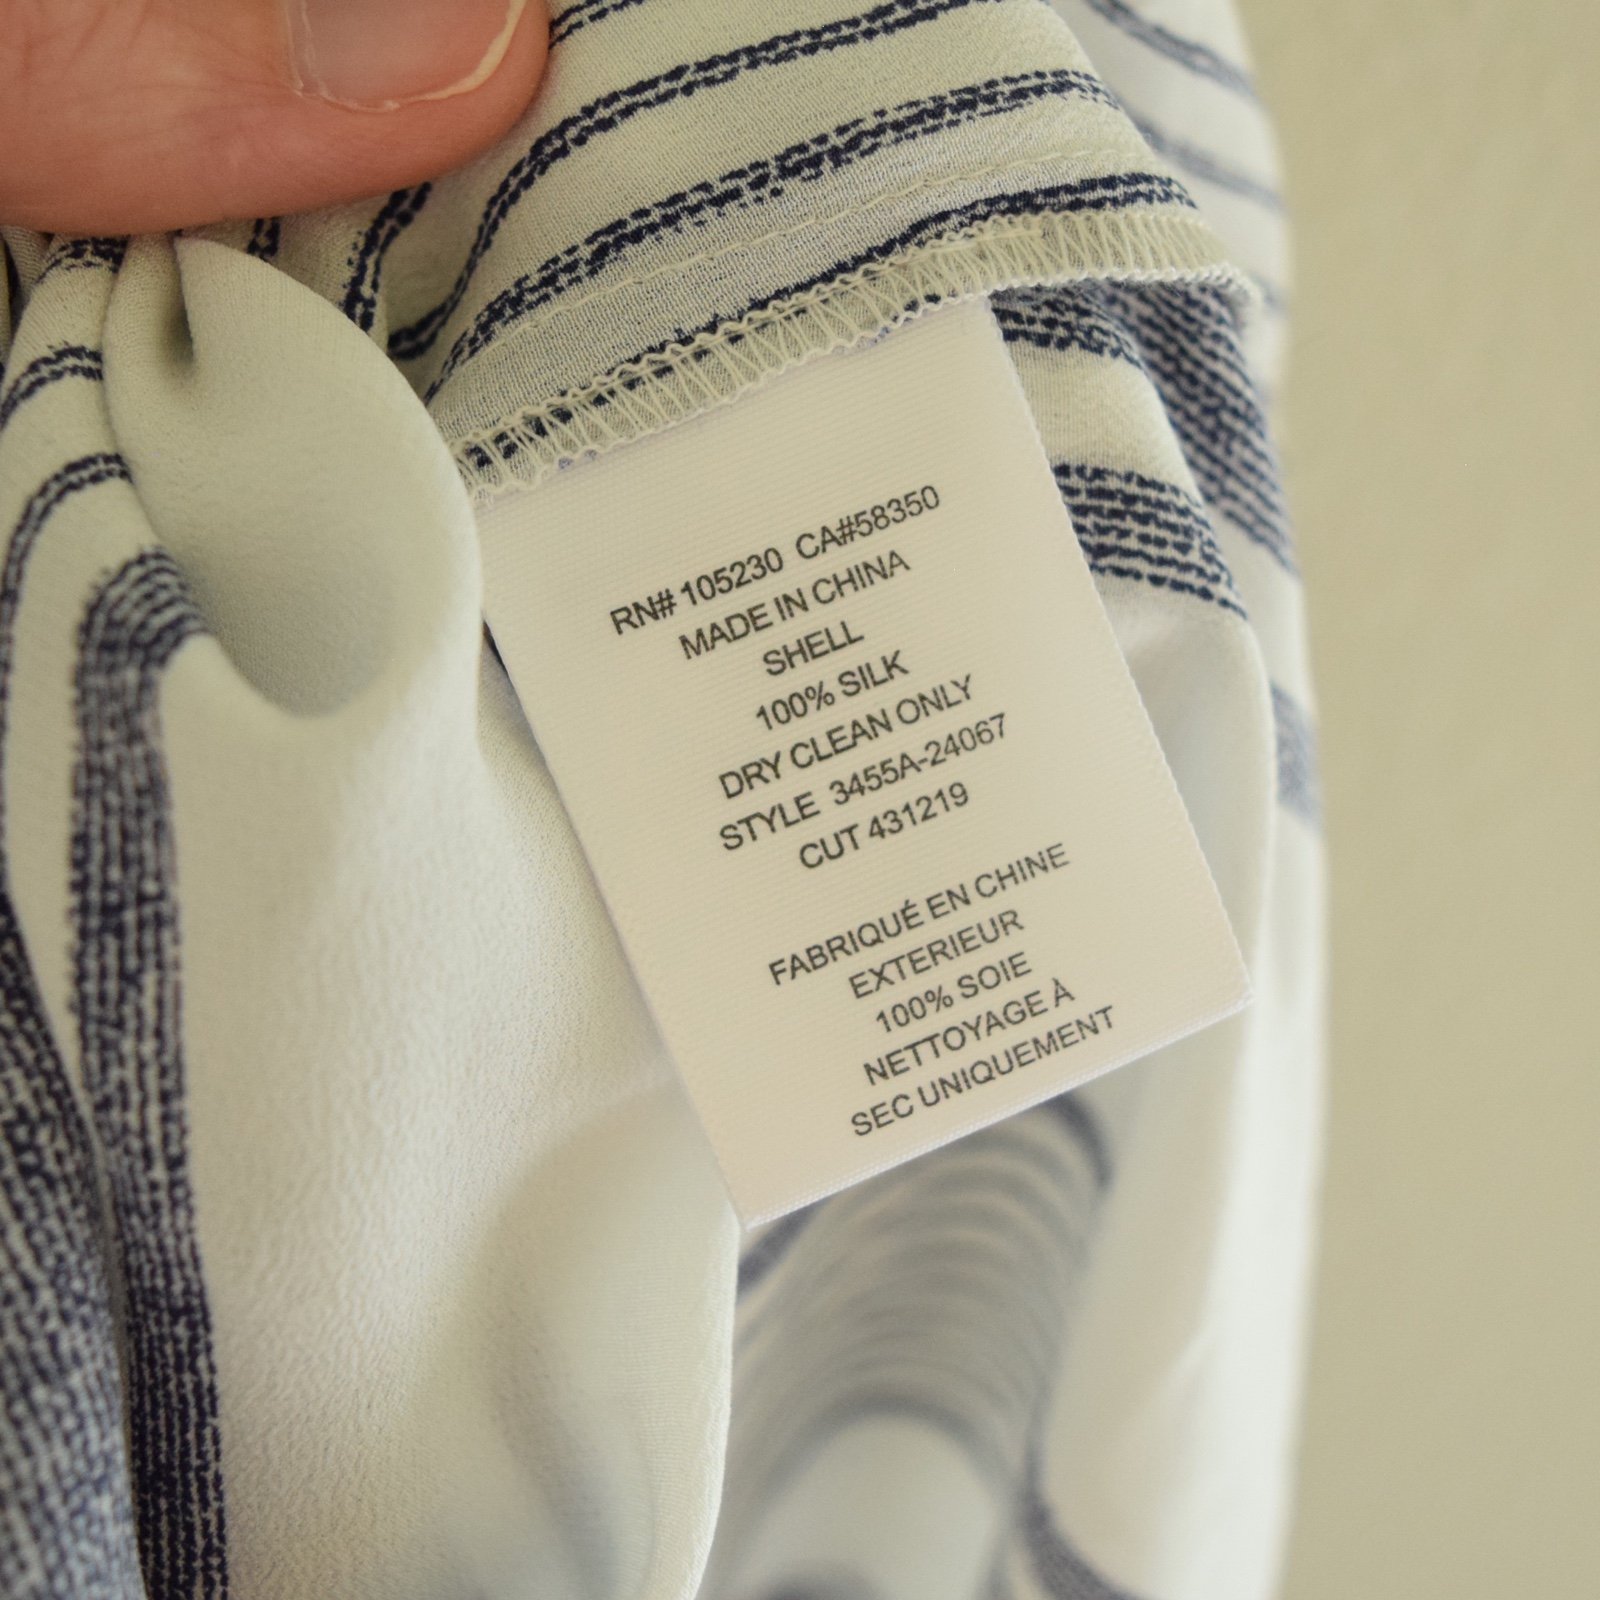 RN# 105230 CA#58350
MADE IN CHINA
SHELL
100% SILK
DRY CLEAN ONLY
STYLE 3455A-24067
CUT 431219
FABRIQUÉ EN CHINE
EXTERIEUR
100% SOIE
NETTOYAGE À
SEC UNIQUEMENT